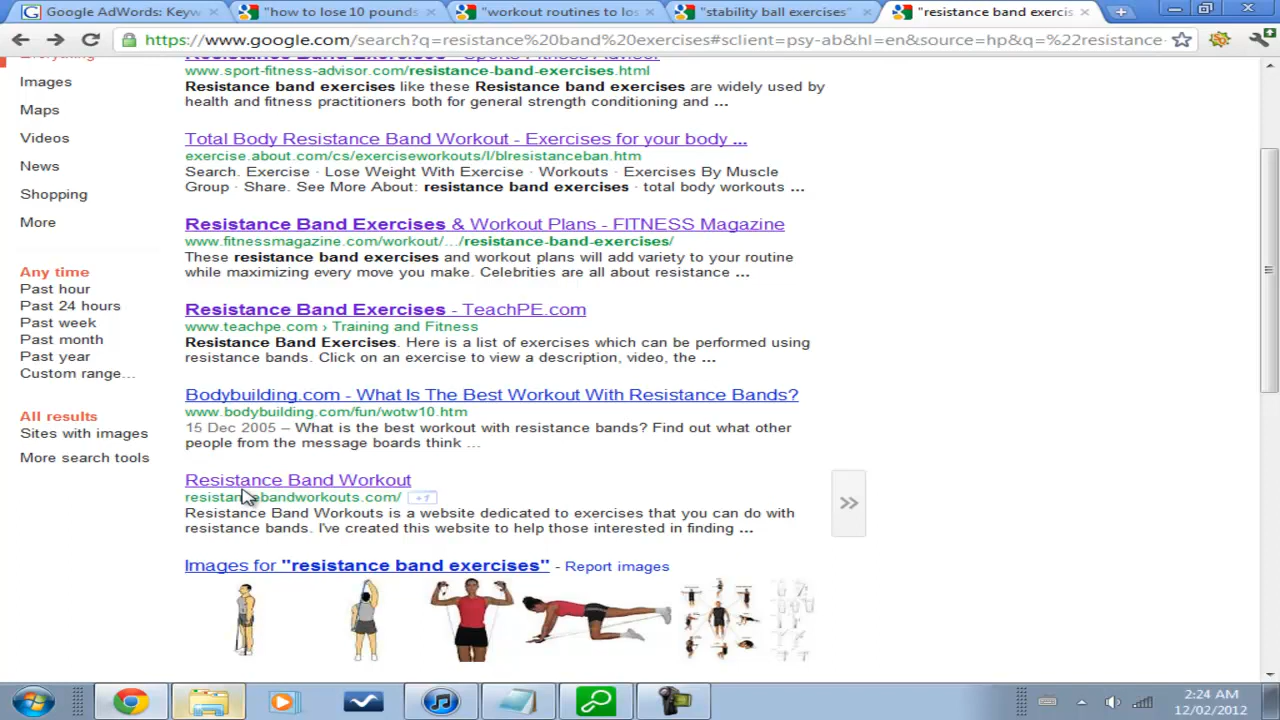 Google AdWords: Keyw
"how to lose 10 pounds
"workout routines to los
"stability ball exercises"
"resistance band exercis
https://www.google.com/search?q=resistance%20band%20exercises#sclient=psy-ab&hl=en&source=hp&q=%22resistance-
Everything
Images
Maps
Videos
News
Shopping
More
Any time
Past hour
Past 24 hours
Past week
Past month
Past year
Custom range...
All results
Sites with images
More search tools
Resistance Band Exercises - Sports Fitness Advisor
www.sport-fitness-advisor.com/resistance-band-exercises.html
Resistance band exercises like these Resistance band exercises are widely used by
health and fitness practitioners both for general strength conditioning and ...
Total Body Resistance Band Workout - Exercises for your body ...
exercise.about.com/cs/exerciseworkouts/l/blresistanceban.htm
Search. Exercise · Lose Weight With Exercise · Workouts · Exercises By Muscle
Group · Share. See More About: resistance band exercises · total body workouts ...
Resistance Band Exercises & Workout Plans - FITNESS Magazine
www.fitnessmagazine.com/workout/.../resistance-band-exercises/
These resistance band exercises and workout plans will add variety to your routine
while maximizing every move you make. Celebrities are all about resistance ...
Resistance Band Exercises - TeachPE.com
www.teachpe.com › Training and Fitness
Resistance Band Exercises. Here is a list of exercises which can be performed using
resistance bands. Click on an exercise to view a description, video, the ...
Bodybuilding.com - What Is The Best Workout With Resistance Bands?
www.bodybuilding.com/fun/wotw10.htm
15 Dec 2005 – What is the best workout with resistance bands? Find out what other
people from the message boards think ...
Resistance Band Workout
resistancebandworkouts.com/ +1
Resistance Band Workouts is a website dedicated to exercises that you can do with
resistance bands. I've created this website to help those interested in finding ...
Images for "resistance band exercises" - Report images
2:24 AM
12/02/2012